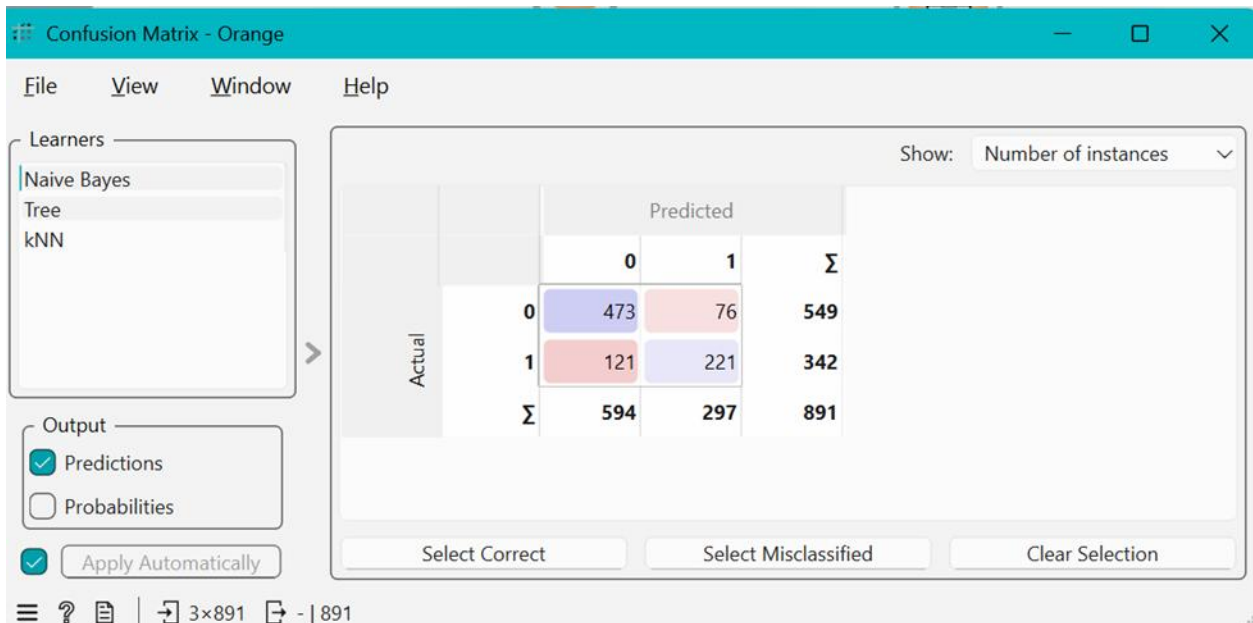 Confusion Matrix - Orange
File View Window Help
Learners
Naive Bayes
Tree
kNN
Output
Predictions
Probabilities
Apply Automatically
Show: Number of instances
Predicted
0 1 Σ
Actual
0 473 76 549
1 121 221 342
Σ 594 297 891
Select Correct Select Misclassified Clear Selection
? 3×891 - | 891